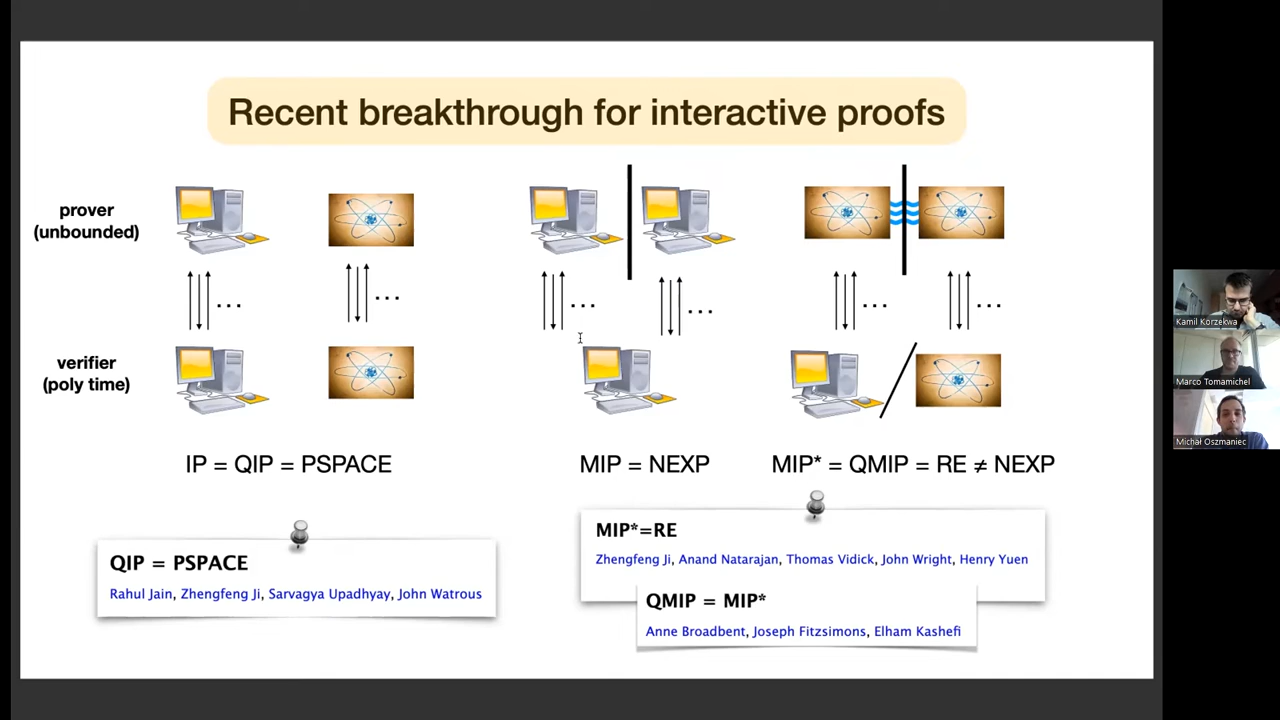 Recent breakthrough for interactive proofs
prover
(unbounded)
...
...
...
...
...
...
verifier
(poly time)
IP = QIP = PSPACE
MIP = NEXP
MIP* = QMIP = RE ≠ NEXP
QIP = PSPACE
Rahul Jain, Zhengfeng Ji, Sarvagya Upadhyay, John Watrous
MIP*=RE
Zhengfeng Ji, Anand Natarajan, Thomas Vidick, John Wright, Henry Yuen
QMIP = MIP*
Anne Broadbent, Joseph Fitzsimons, Elham Kashefi
Kamil Korzekwa
Marco Tomamichel
Michał Oszmaniec